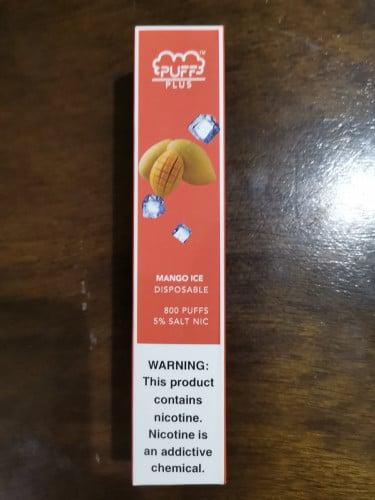 PUFF TM
PLUS
MANGO ICE
DISPOSABLE
800 PUFFS
5% SALT NIC
WARNING:
This product
contains
nicotine.
Nicotine is
an addictive
chemical.